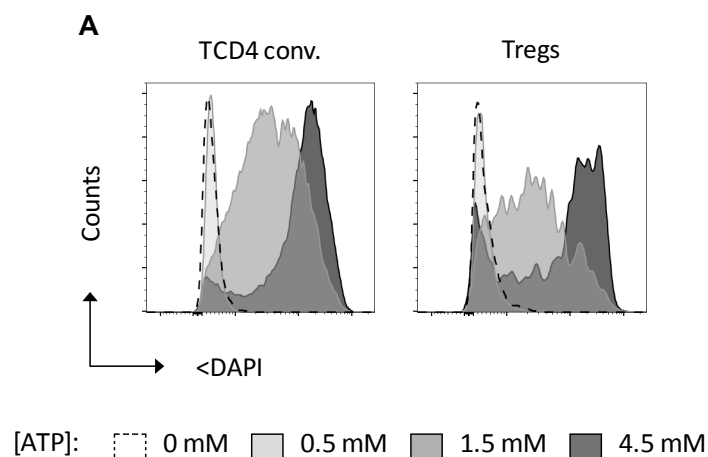 A
TCD4 conv.
Tregs
Counts
<DAPI
[ATP]: 0 mM 0.5 mM 1.5 mM 4.5 mM